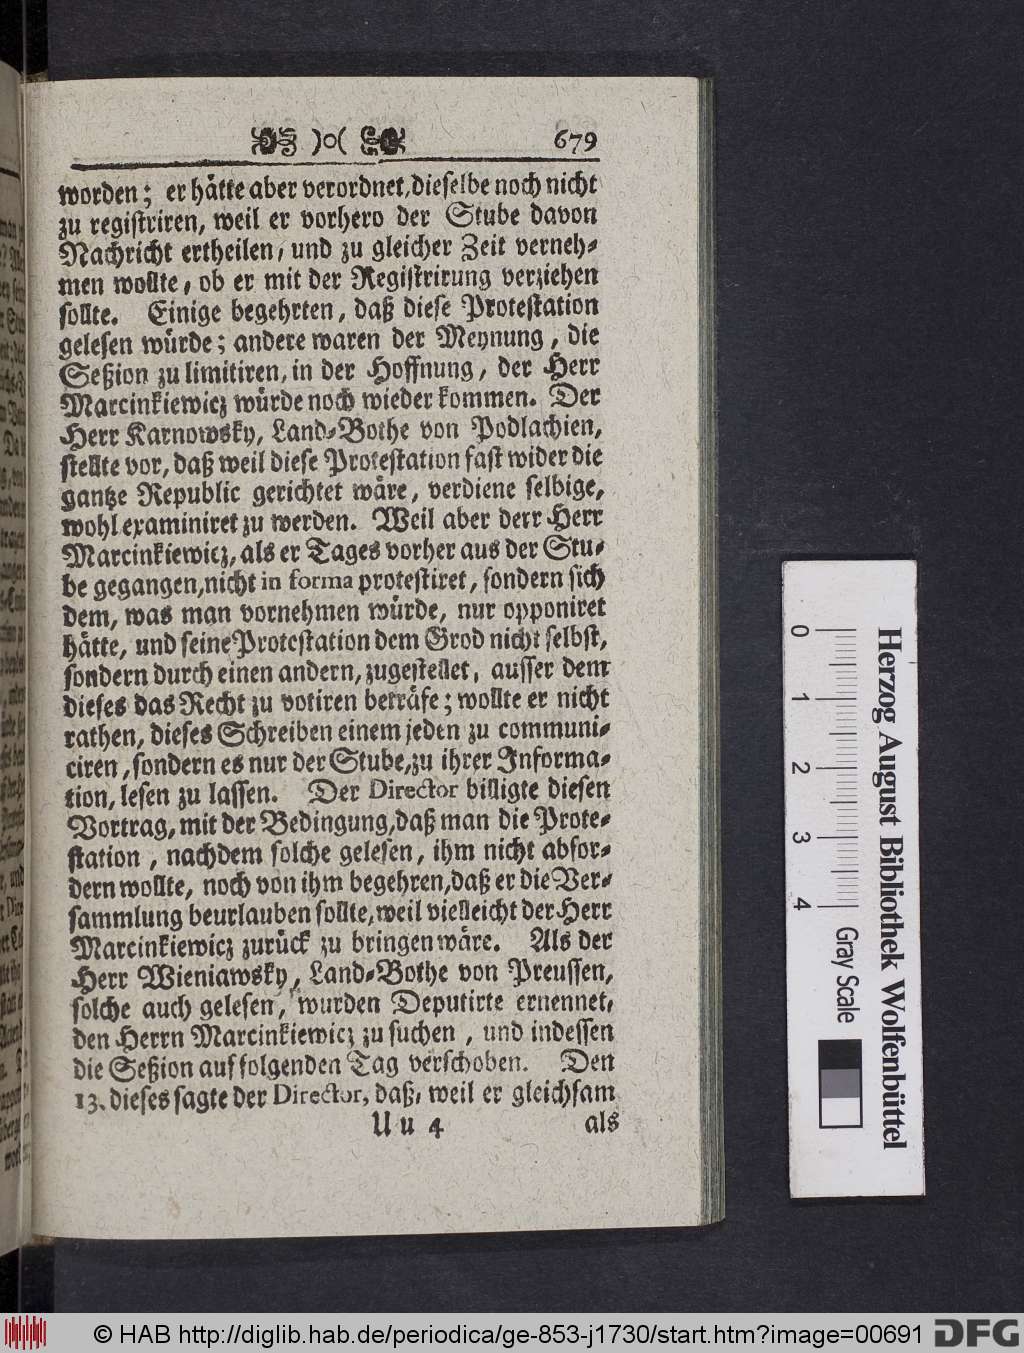 )o( 679
worden; er hätte aber verordnet, dieselbe noch nicht
zu registriren, weil er vorhero der Stube davon
Nachricht ertheilen, und zu gleicher Zeit verneh-
men wollte, ob er mit der Registrirung verziehen
sollte. Einige begehrten, daß diese Protestation
gelesen würde; andere waren der Meynung, die
Seßion zu limitiren, in der Hoffnung, der Herr
Marcinkiewicz würde noch wieder kommen. Der
Herr Karnowsky, Land-Bothe von Podlachien,
stellte vor, daß weil diese Protestation fast wider die
gantze Republic gerichtet wäre, verdiene selbige,
wohl examiniret zu werden. Weil aber derr Herr
Marcinkiewicz, als er Tages vorher aus der Stu-
be gegangen, nicht in forma protestiret, sondern sich
dem, was man vornehmen würde, nur opponiret
hätte, und seine Protestation dem Grod nicht selbst,
sondern durch einen andern, zugestellet, ausser dem
dieses das Recht zu votiren beträfe; wollte er nicht
rathen, dieses Schreiben einem jeden zu communi-
ciren, sondern es nur der Stube, zu ihrer Informa-
tion, lesen zu lassen. Der Director billigte diesen
Vortrag, mit der Bedingung, daß man die Prote-
station, nachdem solche gelesen, ihm nicht abfor-
dern wollte, noch von ihm begehren, daß er die Ver-
sammlung beurlauben sollte, weil vielleicht der Herr
Marcinkiewicz zurück zu bringen wäre. Als der
Herr Wieniawsky, Land-Bothe von Preussen,
solche auch gelesen, wurden Deputirte ernennet,
den Herrn Marcinkiewicz zu suchen, und indessen
die Seßion auf folgenden Tag verschoben. Den
13. dieses sagte der Director, daß, weil er gleichsam
Uu 4 als
Herzog August Bibliothek Wolfenbüttel
0 1 2 3 4 Gray Scale
© HAB http://diglib.hab.de/periodica/ge-853-j1730/start.htm?image=00691 DFG